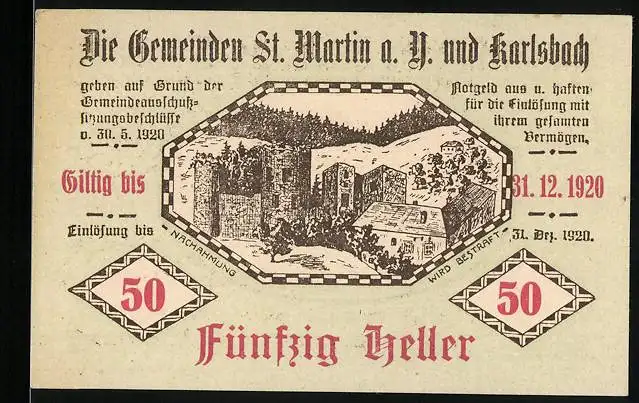 Die Gemeinden St. Martin a. Y. und Karlsbach
geben auf Grund der
Gemeindeausschuß-
sitzungsbeschlüsse
v. 30. 5. 1920
Notgeld aus u. haften
für die Einlösung mit
ihrem gesamten
Vermögen.
Giltig bis
31. 12. 1920
Einlösung bis
31. Dez. 1920.
NACHAHMUNG
WIRD BESTRAFT
50
50
Fünfzig Heller